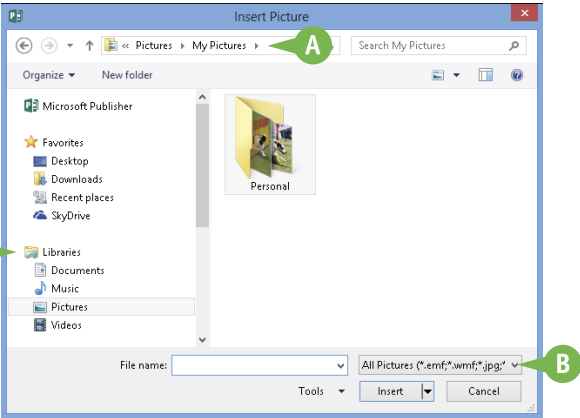 Insert Picture
« Pictures ▸ My Pictures ▸
A
Search My Pictures
Organize
New folder
Microsoft Publisher
Favorites
Desktop
Downloads
Recent places
SkyDrive
Libraries
Documents
Music
Pictures
Videos
Personal
File name:
All Pictures (*.emf;*.wmf;*.jpg;*
B
Tools
Insert
Cancel